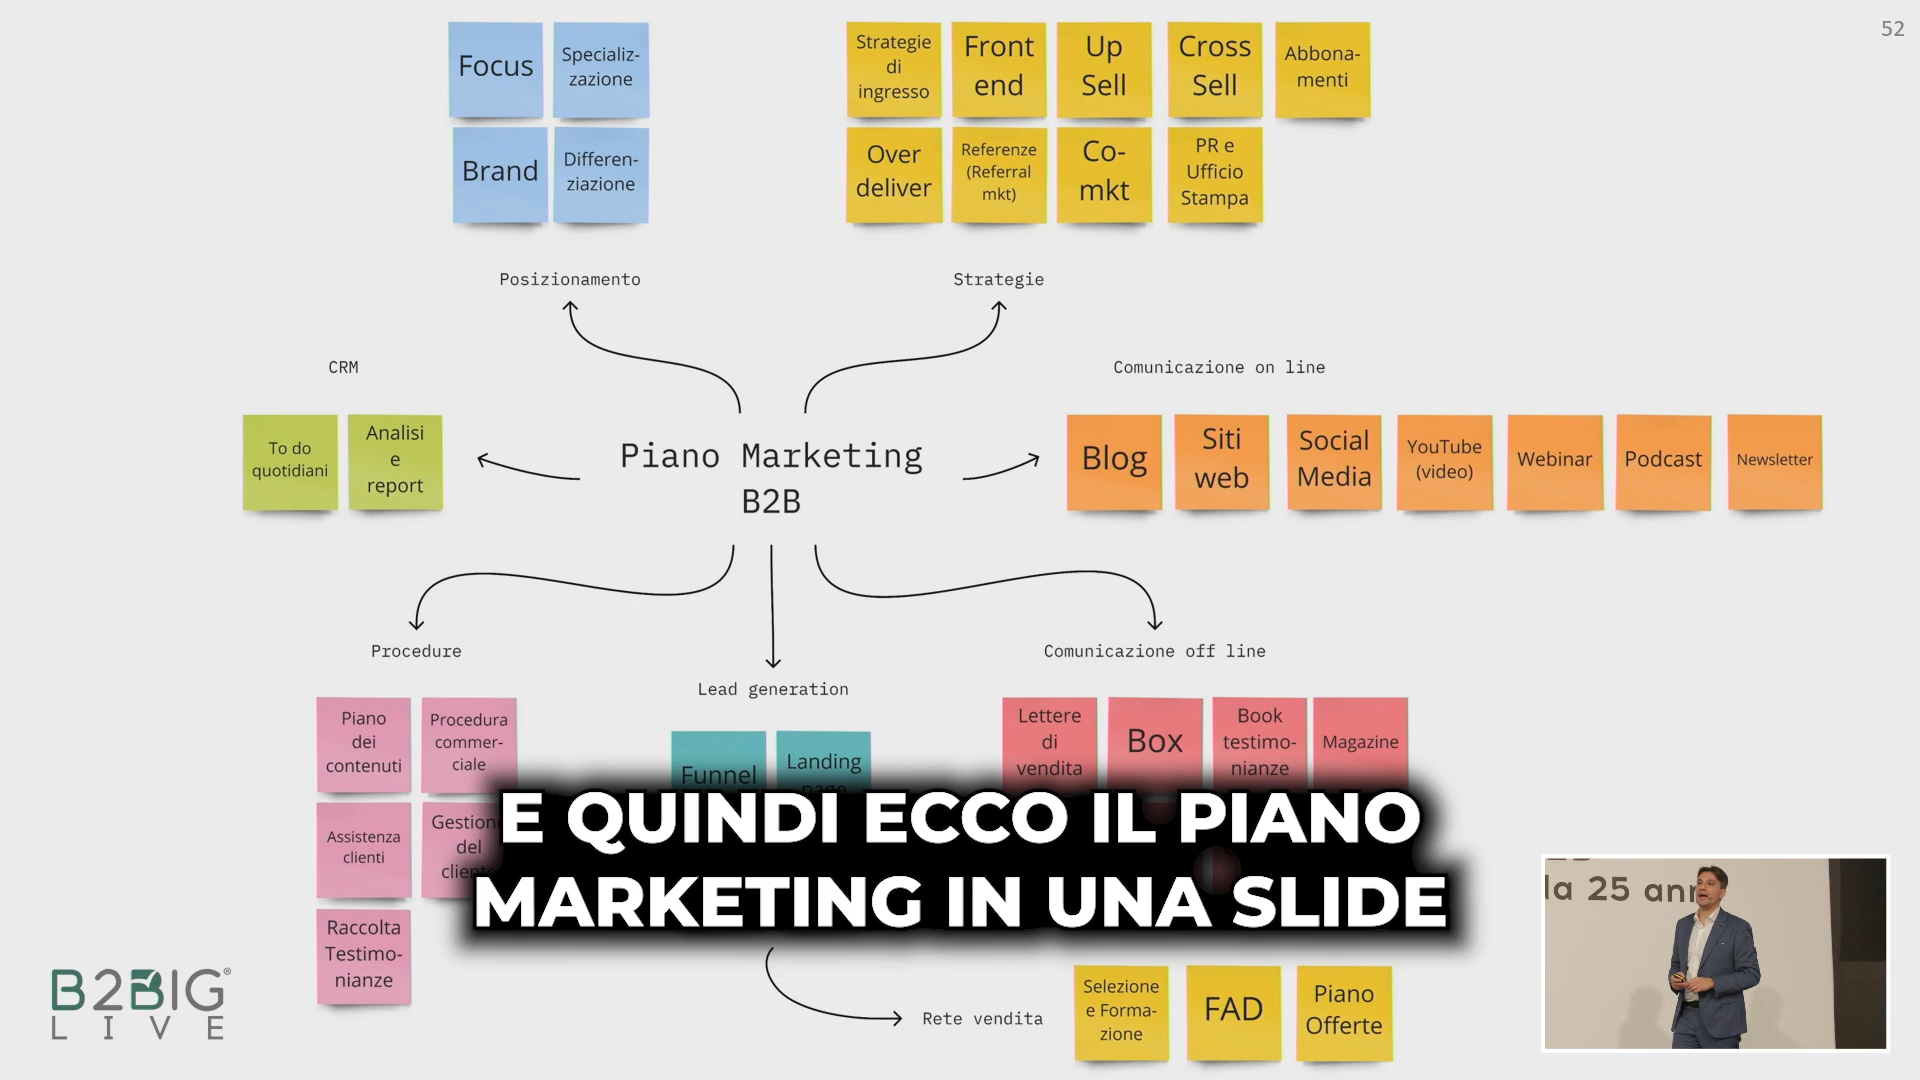 52
Focus
Specializ-
zazione
Brand
Differen-
ziazione
Posizionamento
Strategie
di
ingresso
Front
end
Up
Sell
Cross
Sell
Abbona-
menti
Over
deliver
Referenze
(Referral
mkt)
Co-
mkt
PR e
Ufficio
Stampa
Strategie
CRM
To do
quotidiani
Analisi
e
report
Piano Marketing
B2B
Comunicazione on line
Blog
Siti
web
Social
Media
YouTube
(video)
Webinar
Podcast
Newsletter
Procedure
Piano
dei
contenuti
Procedura
commer-
ciale
Assistenza
clienti
Gestion
del
Raccolta
Testimo-
nianze
Lead generation
Funnel
Landing
page
Comunicazione off line
Lettere
di
vendita
Box
Book
testimo-
nianze
Magazine
E QUINDI ECCO IL PIANO
MARKETING IN UNA SLIDE
Rete vendita
Selezione
e Forma-
zione
FAD
Piano
Offerte
B2BIG®
LIVE
la 25 ann